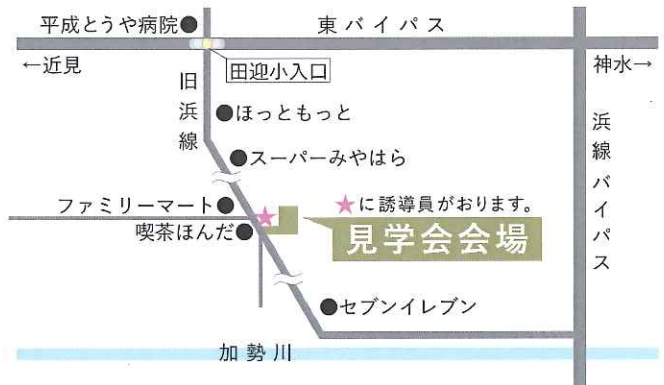 平成とうや病院
東バイパス
←近見
田迎小入口
神水→
旧浜線
ほっともっと
浜線バイパス
スーパーみやはら
ファミリーマート
★に誘導員がおります。
喫茶ほんだ
見学会会場
セブンイレブン
加勢川